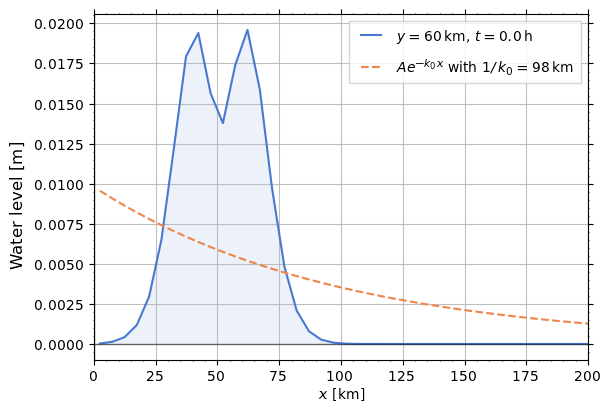 y = 60 km, t = 0.0 h
Ae^{-k_0 x} with 1/k_0 = 98 km
Water level [m]
0.0200
0.0175
0.0150
0.0125
0.0100
0.0075
0.0050
0.0025
0.0000
0 25 50 75 100 125 150 175 200
x [km]